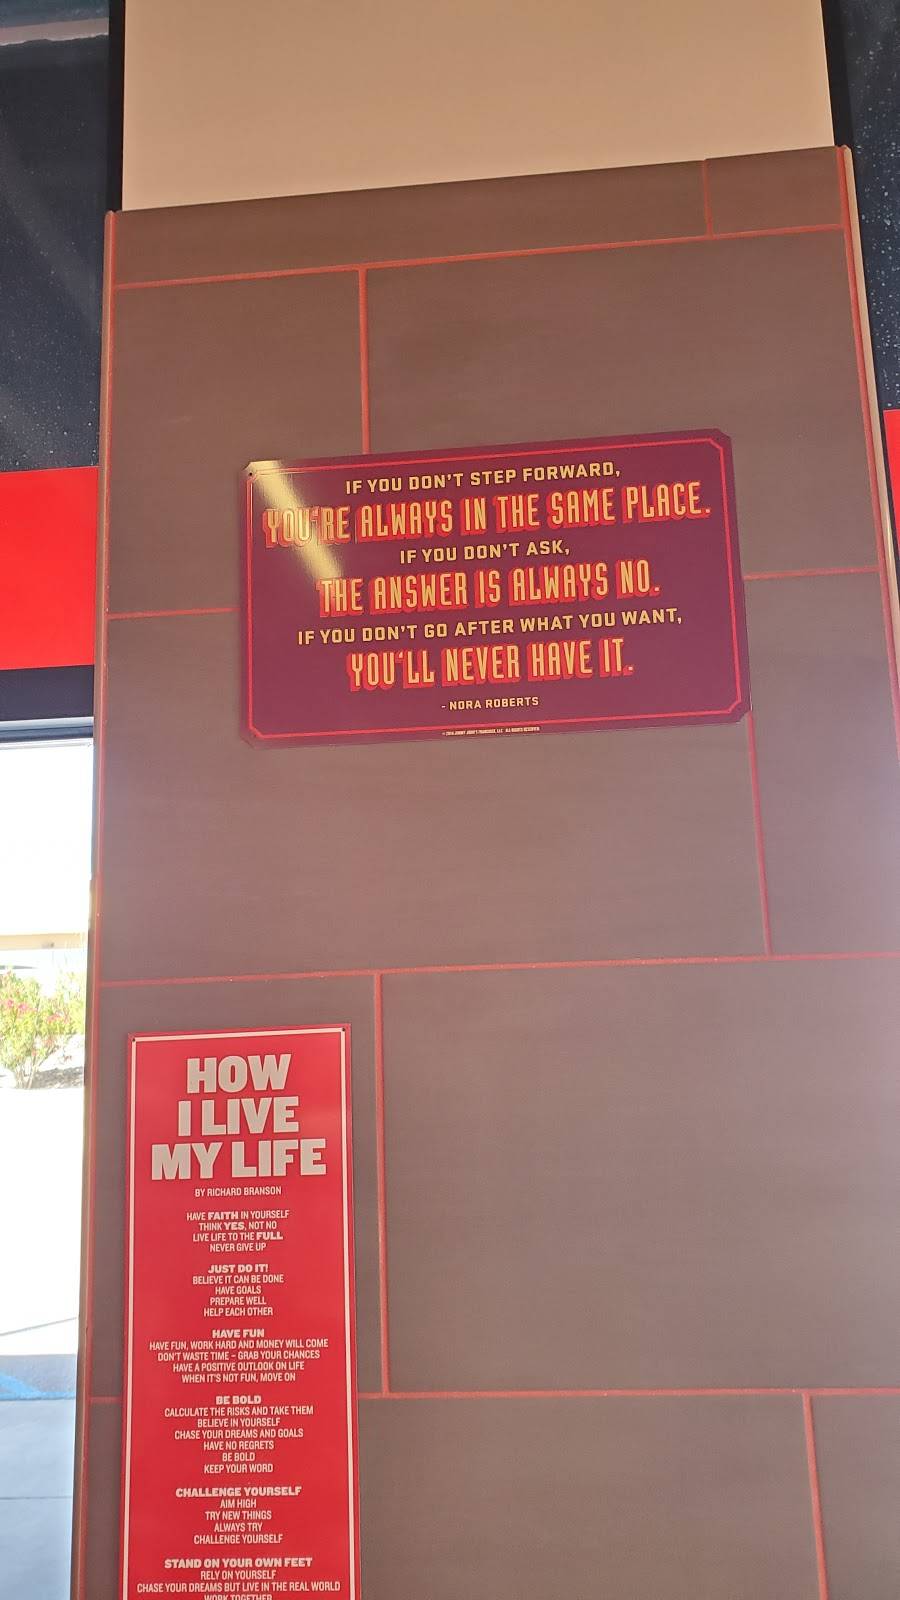 IF YOU DON'T STEP FORWARD,
YOU'RE ALWAYS IN THE SAME PLACE.
IF YOU DON'T ASK,
THE ANSWER IS ALWAYS NO.
IF YOU DON'T GO AFTER WHAT YOU WANT,
YOU'LL NEVER HAVE IT.
- NORA ROBERTS
HOW
I LIVE
MY LIFE
BY RICHARD BRANSON
HAVE FAITH IN YOURSELF
THINK YES, NOT NO
LIVE LIFE TO THE FULL
NEVER GIVE UP
JUST DO IT!
BELIEVE IT CAN BE DONE
HAVE GOALS
PREPARE WELL
HELP EACH OTHER
HAVE FUN
HAVE FUN, WORK HARD AND MONEY WILL COME
DON'T WASTE TIME - GRAB YOUR CHANCES
HAVE A POSITIVE OUTLOOK ON LIFE
WHEN IT'S NOT FUN, MOVE ON
BE BOLD
CALCULATE THE RISKS AND TAKE THEM
BELIEVE IN YOURSELF
CHASE YOUR DREAMS AND GOALS
HAVE NO REGRETS
BE BOLD
KEEP YOUR WORD
CHALLENGE YOURSELF
AIM HIGH
TRY NEW THINGS
ALWAYS TRY
CHALLENGE YOURSELF
STAND ON YOUR OWN FEET
RELY ON YOURSELF
CHASE YOUR DREAMS BUT LIVE IN THE REAL WORLD
WORK TOGETHER